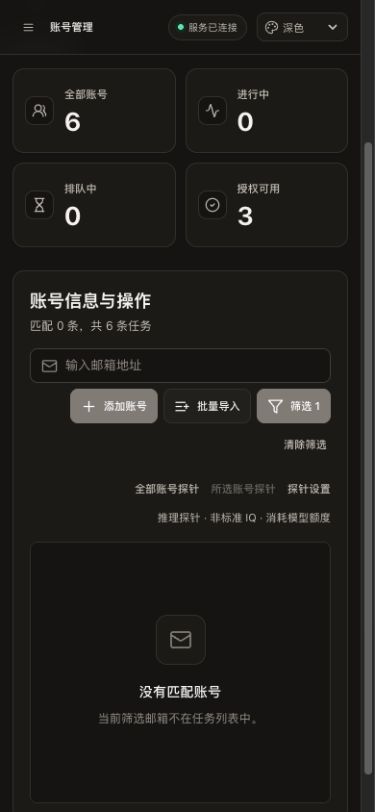 账号管理
服务已连接
深色
全部账号
6
进行中
0
排队中
0
授权可用
3
账号信息与操作
匹配 0 条，共 6 条任务
输入邮箱地址
添加账号
批量导入
筛选 1
清除筛选
全部账号探针 所选账号探针 探针设置
推理探针 · 非标准 IQ · 消耗模型额度
没有匹配账号
当前筛选邮箱不在任务列表中。